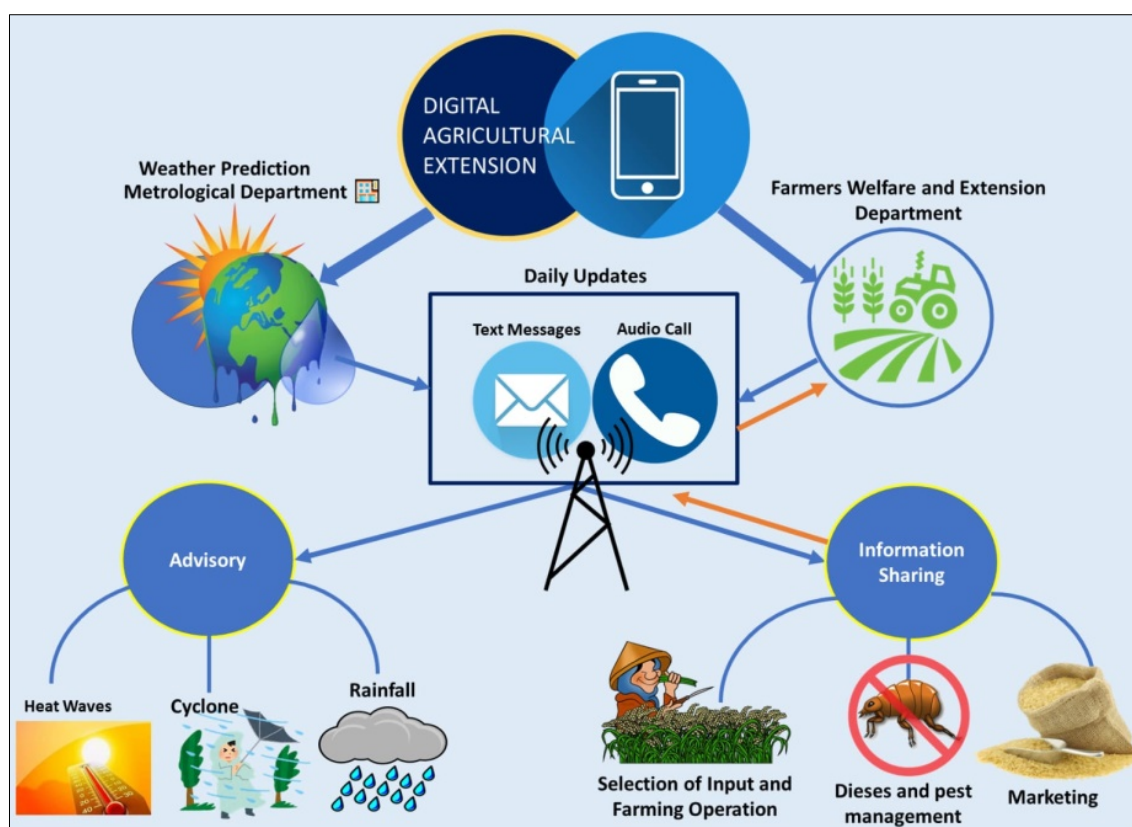 DIGITAL
AGRICULTURAL
EXTENSION
Weather Prediction
Metrological Department
Farmers Welfare and Extension
Department
Daily Updates
Text Messages
Audio Call
Advisory
Information
Sharing
Heat Waves
Cyclone
Rainfall
Selection of Input and
Farming Operation
Dieses and pest
management
Marketing